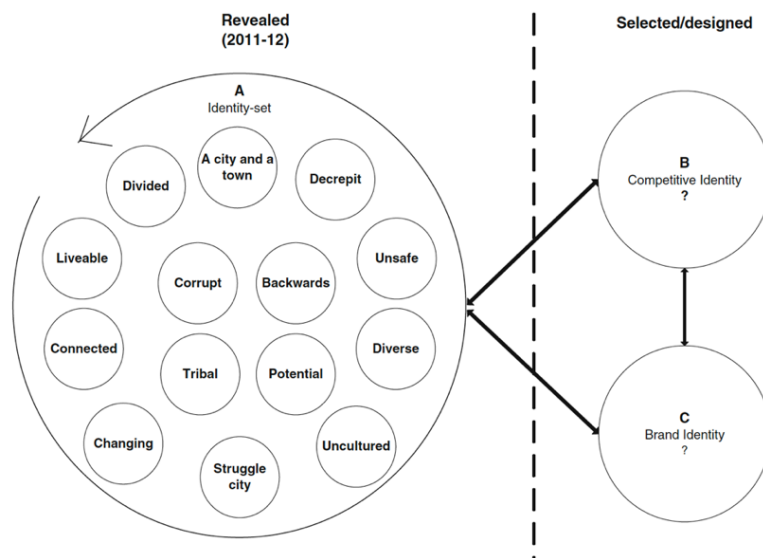 Revealed
(2011-12)
Selected/designed
A
Identity-set
A city and a
town
Divided
Decrepit
Liveable
Unsafe
Corrupt
Backwards
Connected
Diverse
Tribal
Potential
Changing
Uncultured
Struggle
city
B
Competitive Identity
?
C
Brand Identity
?